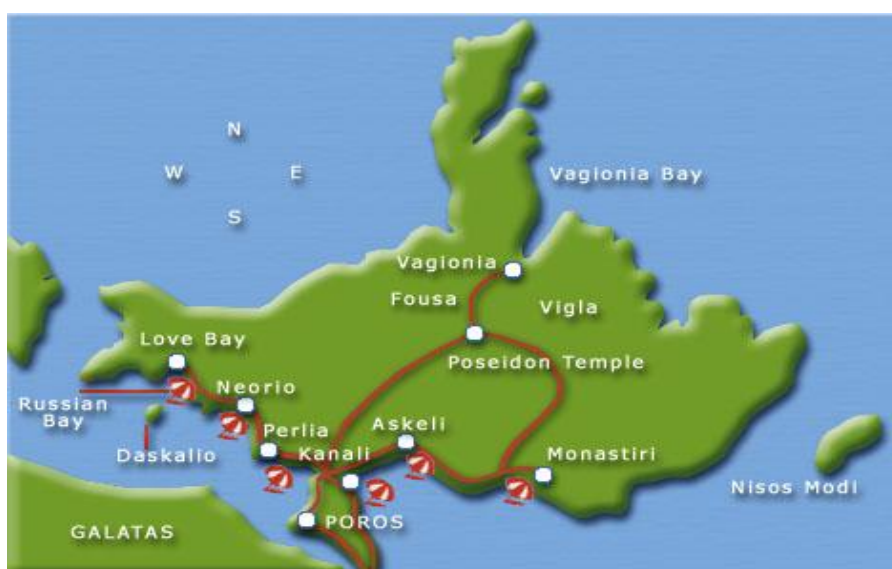 N
W E
S
Vagionia Bay
Vagionia
Fousa
Vigla
Love Bay
Poseidon Temple
Neorio
Russian
Bay
Perlia
Askeli
Daskalio
Kanali
Monastiri
Nisos Modi
POROS
GALATAS